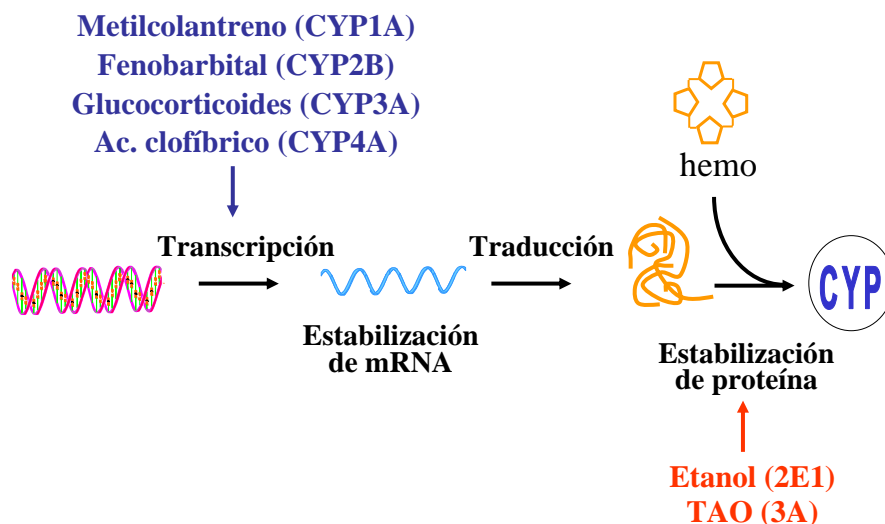 Metilcolantreno (CYP1A)
Fenobarbital (CYP2B)
Glucocorticoides (CYP3A)
Ac. clofíbrico (CYP4A)
hemo
Transcripción
Traducción
CYP
Estabilización
de mRNA
Estabilización
de proteína
Etanol (2E1)
TAO (3A)